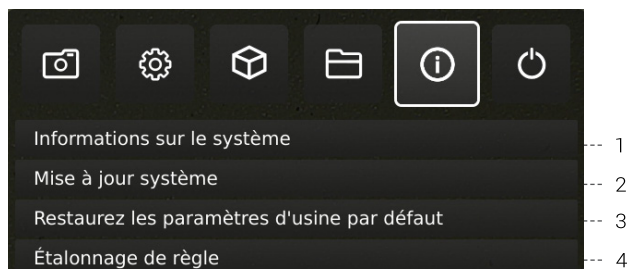 Informations sur le système
1
Mise à jour système
2
Restaurez les paramètres d'usine par défaut
3
Étalonnage de règle
4